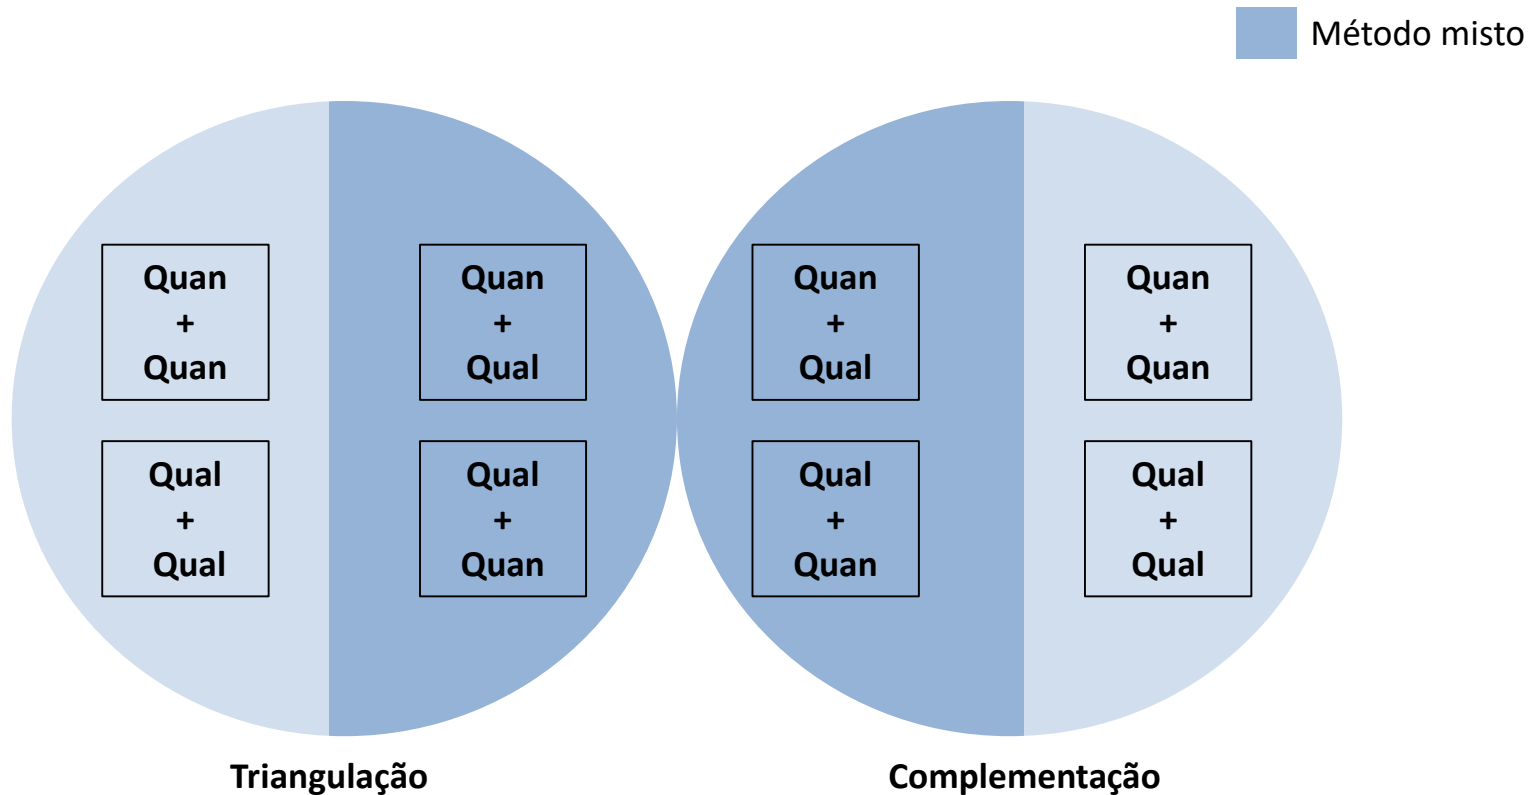 Método misto
Quan
+
Quan
Quan
+
Qual
Quan
+
Qual
Quan
+
Quan
Qual
+
Qual
Qual
+
Quan
Qual
+
Quan
Qual
+
Qual
Triangulação
Complementação